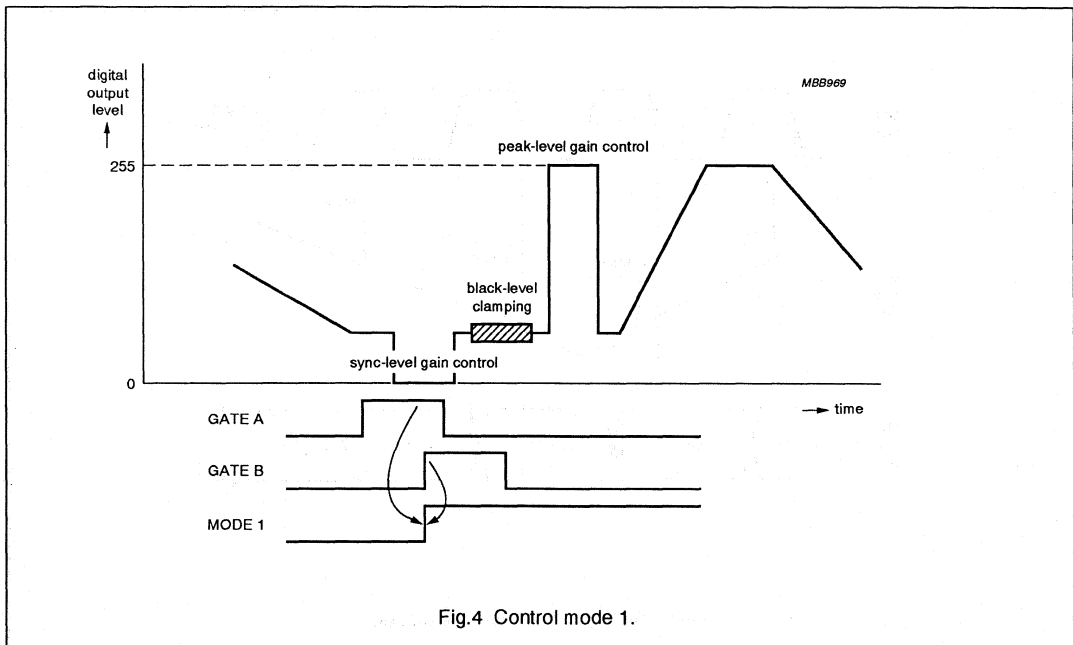 digital
output
level
MBB969
peak-level gain control
255
black-level
clamping
sync-level gain control
0
time
GATE A
GATE B
MODE 1
Fig.4 Control mode 1.